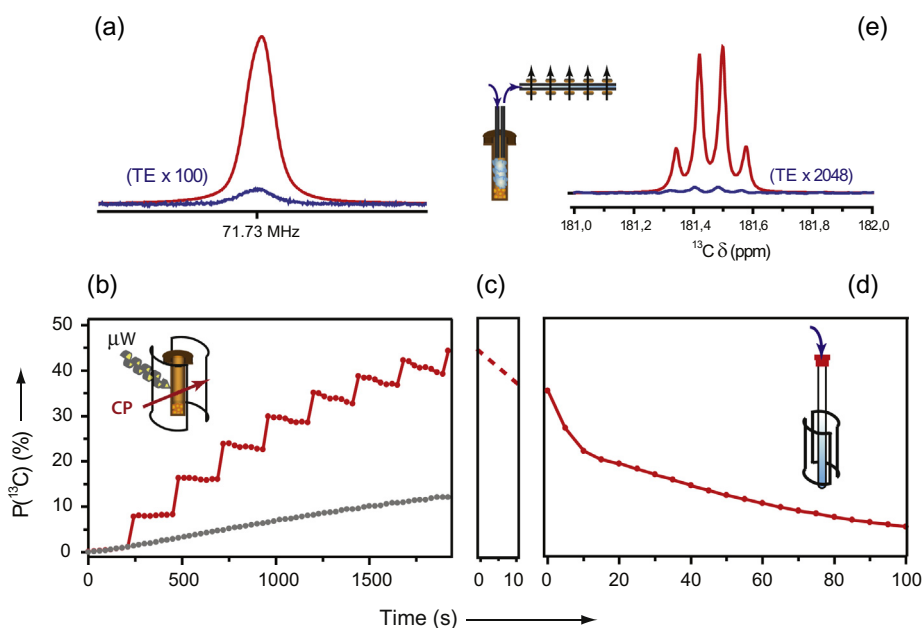 (a)
(TE x 100)
71.73 MHz
(e)
(TE x 2048)
181,0 181,2 181,4 181,6 181,8 182,0
¹³C δ (ppm)
(b)
P(¹³C) (%)
50
40
30
20
10
0
μW
CP
0 500 1000 1500
(c)
0 10
(d)
0 20 40 60 80 100
Time (s)